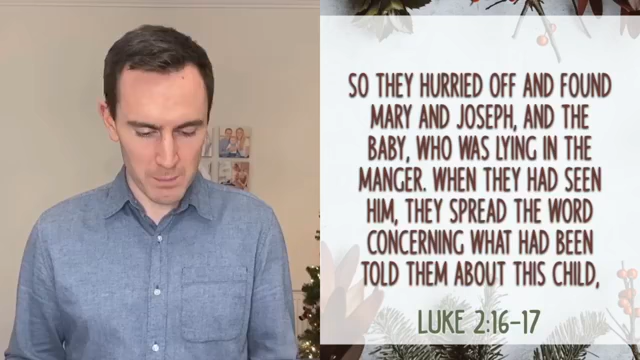 SO THEY HURRIED OFF AND FOUND
MARY AND JOSEPH, AND THE
BABY, WHO WAS LYING IN THE
MANGER. WHEN THEY HAD SEEN
HIM, THEY SPREAD THE WORD
CONCERNING WHAT HAD BEEN
TOLD THEM ABOUT THIS CHILD,
LUKE 2:16-17